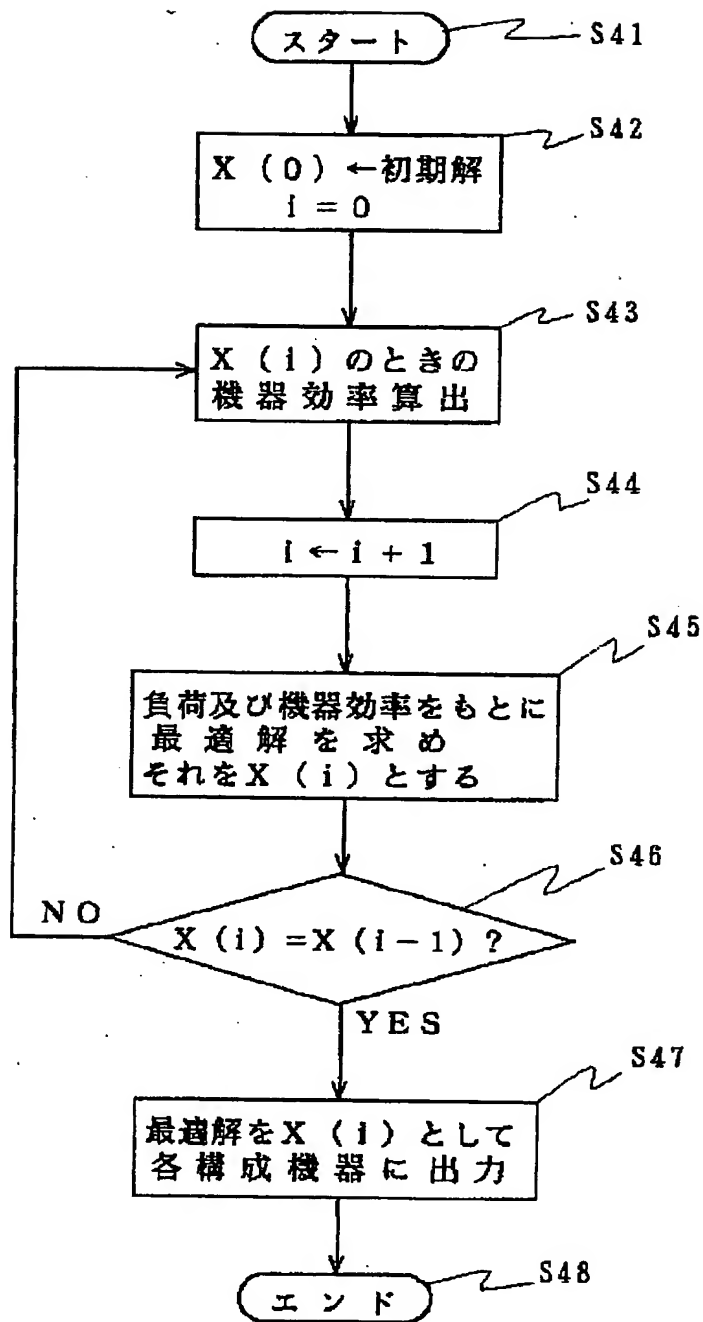 スタート
S41
S42
X(0)←初期解
i=0
S43
X(i)のときの
機器効率算出
S44
i←i+1
S45
負荷及び機器効率をもとに
最適解を求め
それをX(i)とする
S46
NO
X(i)=X(i-1)?
YES
S47
最適解をX(i)として
各構成機器に出力
S48
エンド